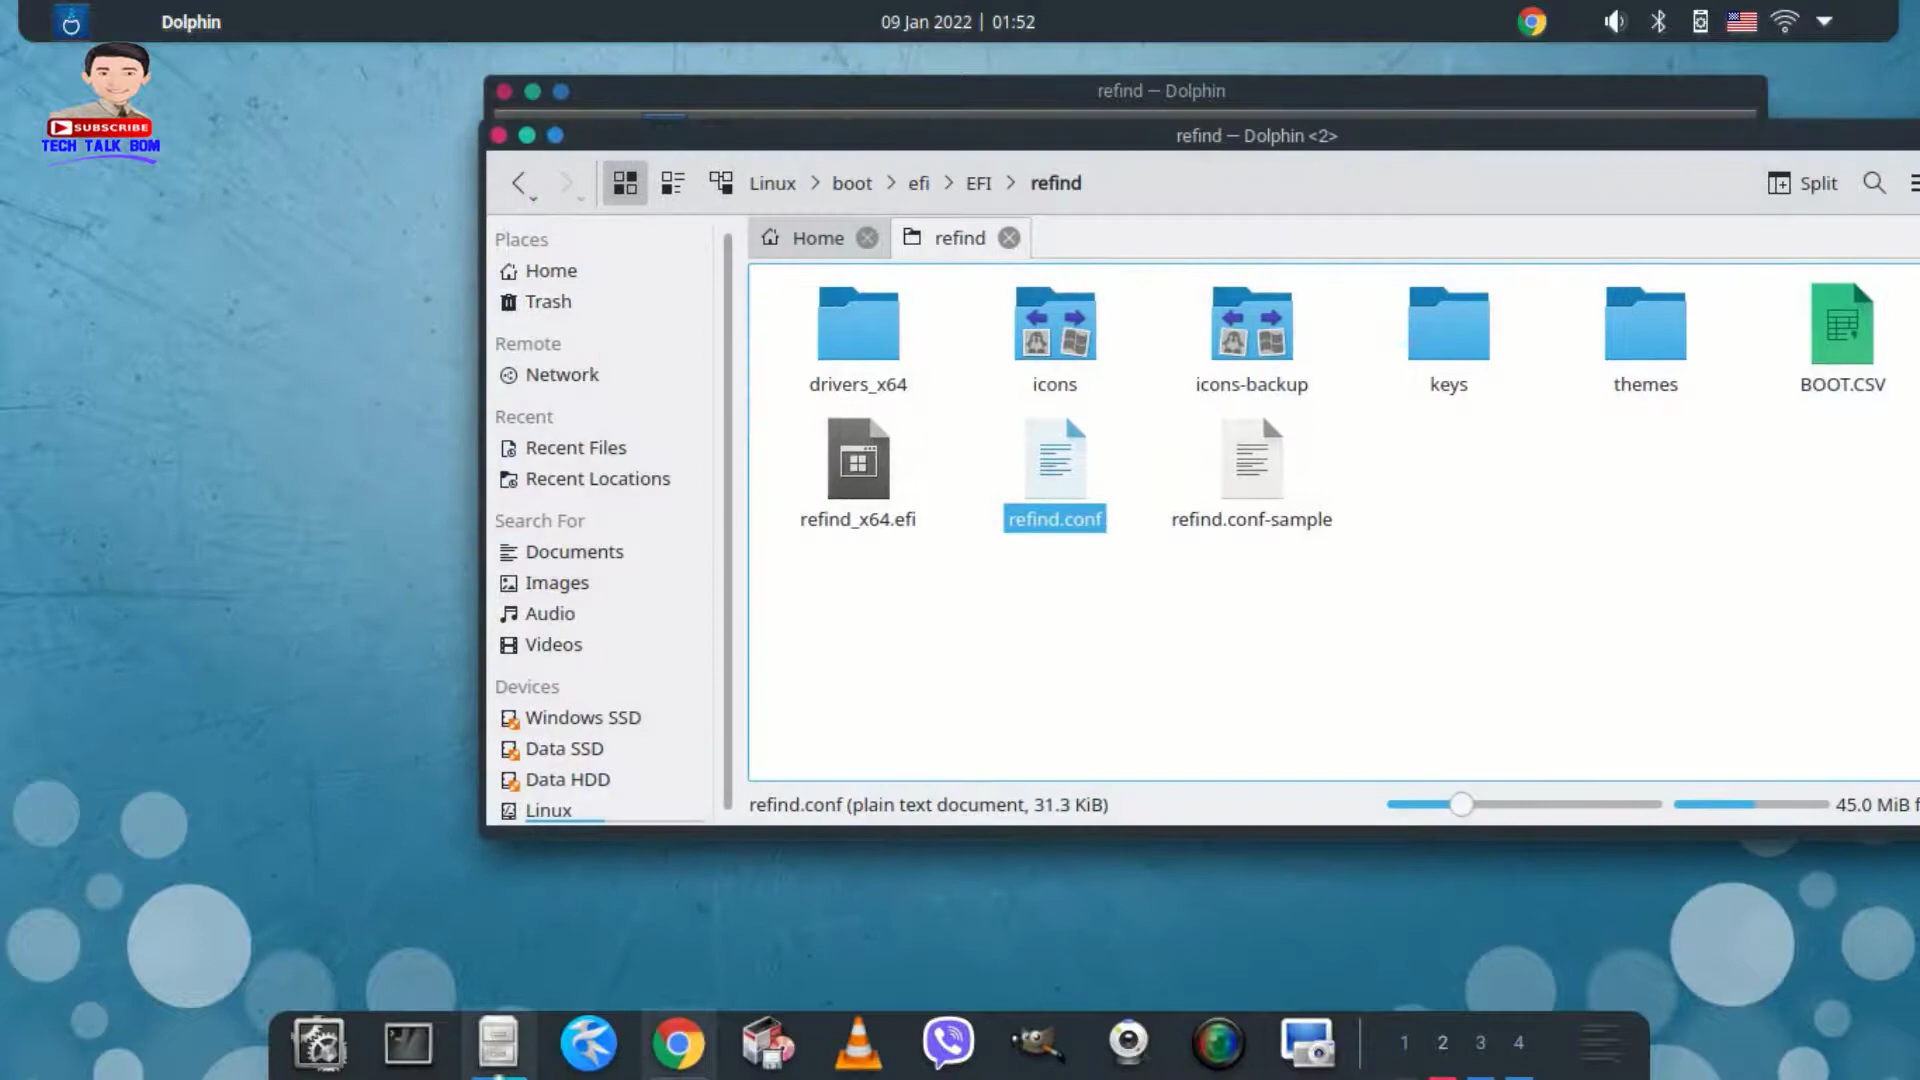 Dolphin
09 Jan 2022 | 01:52
SUBSCRIBE
TECH TALK BOM
refind — Dolphin
refind — Dolphin <2>
Linux > boot > efi > EFI > refind
Split
Home
refind
Places
Home
Trash
Remote
Network
Recent
Recent Files
Recent Locations
Search For
Documents
Images
Audio
Videos
Devices
Windows SSD
Data SSD
Data HDD
Linux
drivers_x64
icons
icons-backup
keys
themes
BOOT.CSV
refind_x64.efi
refind.conf
refind.conf-sample
refind.conf (plain text document, 31.3 KiB)
45.0 MiB f
1 2 3 4